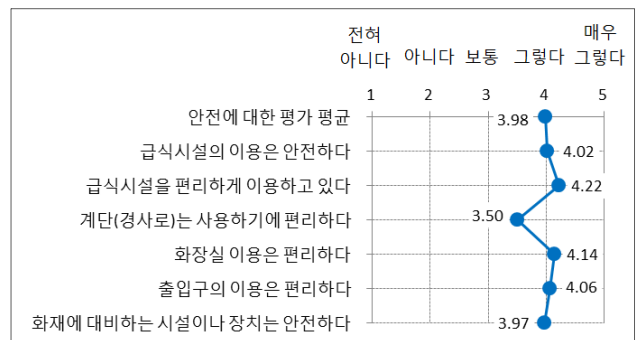 전혀 아니다 아니다 보통 그렇다 매우 그렇다
1 2 3 4 5
안전에 대한 평가 평균 3.98
급식시설의 이용은 안전하다 4.02
급식시설을 편리하게 이용하고 있다 4.22
계단(경사로)는 사용하기에 편리하다 3.50
화장실 이용은 편리하다 4.14
출입구의 이용은 편리하다 4.06
화재에 대비하는 시설이나 장치는 안전하다 3.97